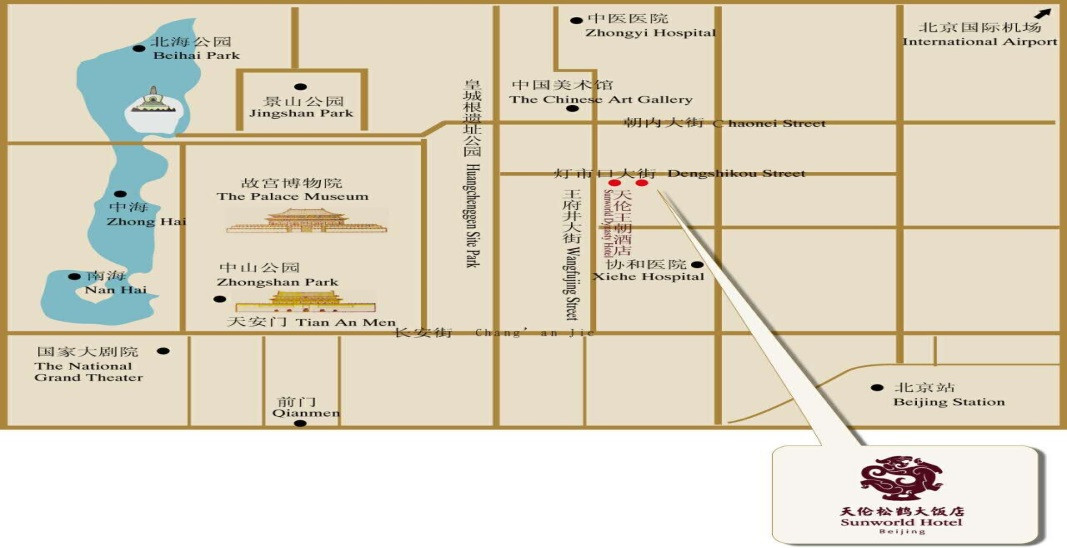 北海公园
Beihai Park
中医医院
Zhongyi Hospital
北京国际机场
International Airport
景山公园
Jingshan Park
皇城根遗址公园 Huangchenggen Site Park
中国美术馆
The Chinese Art Gallery
朝内大街 Chaonei Street
灯市口大街 Dengshikou Street
故宫博物院
The Palace Museum
中海
Zhong Hai
王府井大街 Wangfujing Street
天伦王朝酒店
Sunworld Dynasty Hotel
协和医院
Xiehe Hospital
南海
Nan Hai
中山公园
Zhongshan Park
天安门 Tian An Men
长安街 Chang'an Jie
国家大剧院
The National
Grand Theater
前门
Qianmen
北京站
Beijing Station
天伦松鹤大饭店
Sunworld Hotel
Beijing